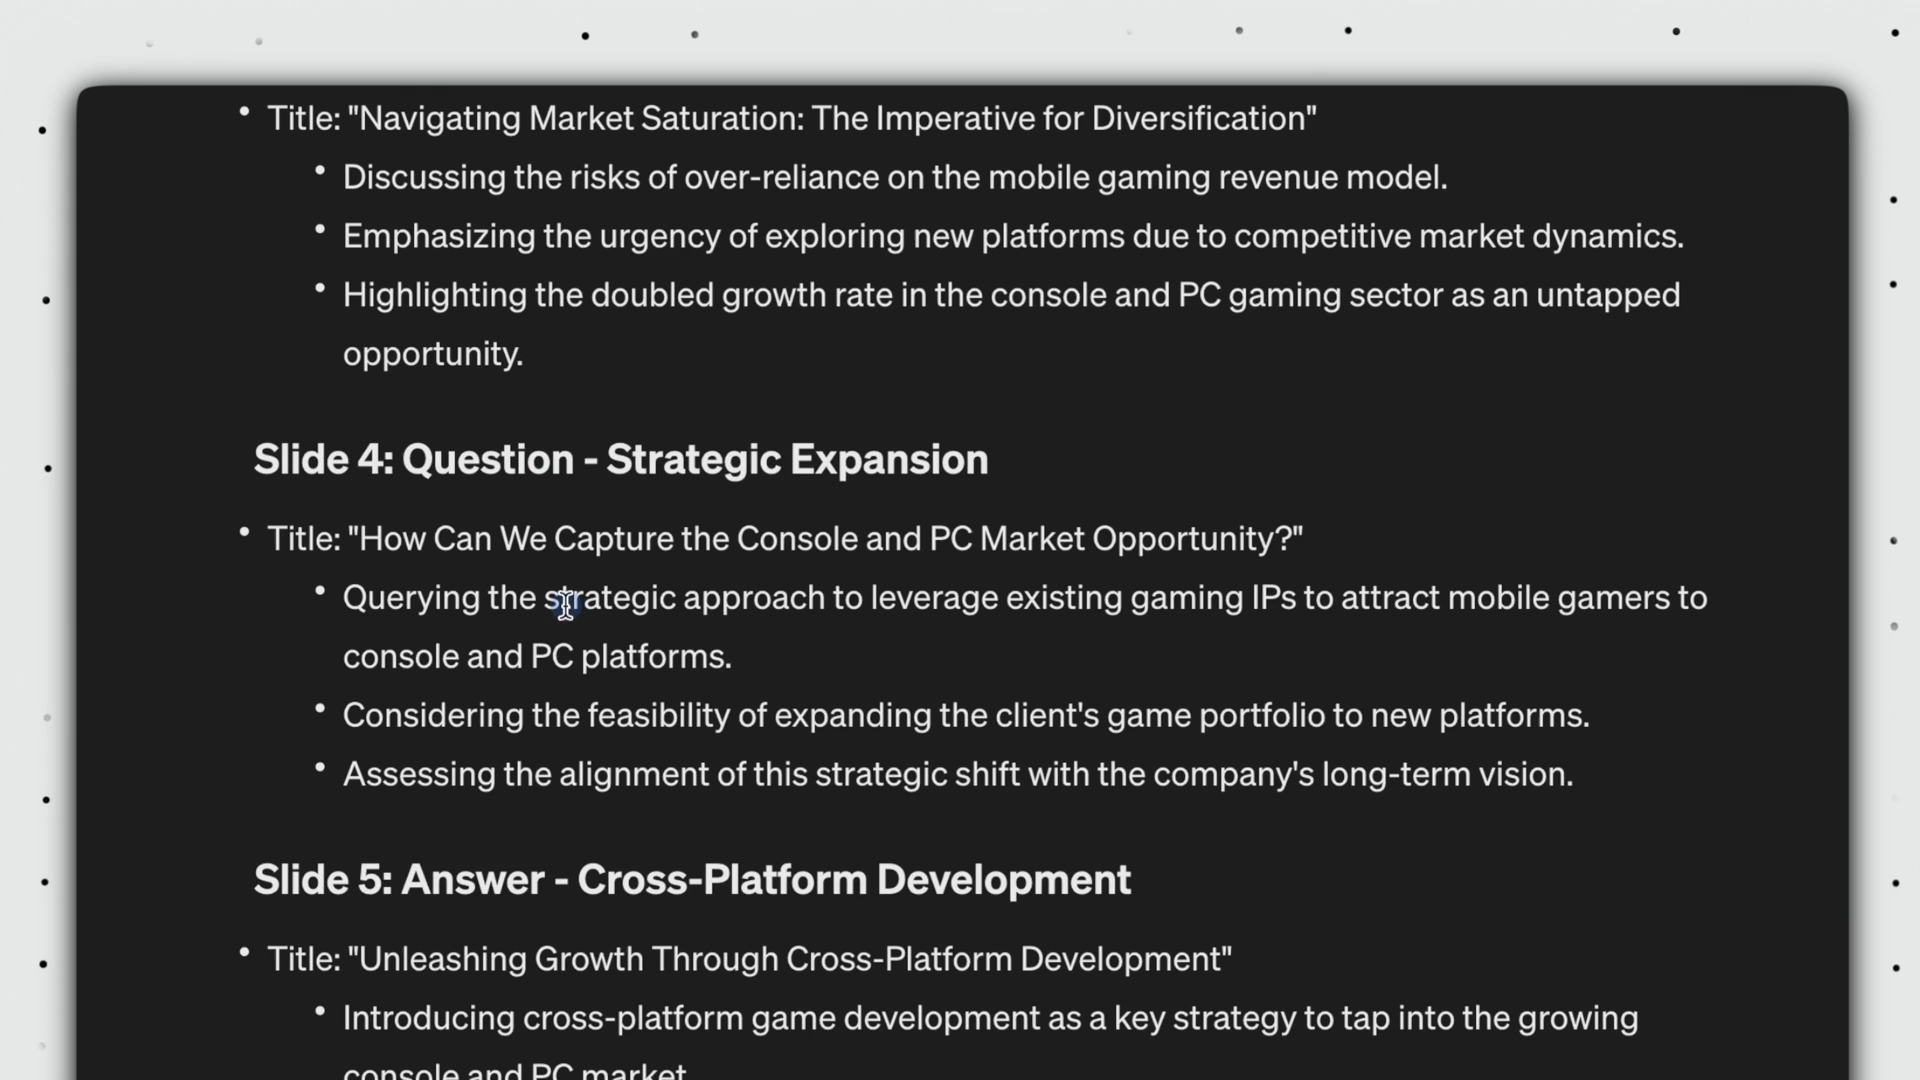 • Title: "Navigating Market Saturation: The Imperative for Diversification"
• Discussing the risks of over-reliance on the mobile gaming revenue model.
• Emphasizing the urgency of exploring new platforms due to competitive market dynamics.
• Highlighting the doubled growth rate in the console and PC gaming sector as an untapped
opportunity.
Slide 4: Question - Strategic Expansion
• Title: "How Can We Capture the Console and PC Market Opportunity?"
• Querying the strategic approach to leverage existing gaming IPs to attract mobile gamers to
console and PC platforms.
• Considering the feasibility of expanding the client's game portfolio to new platforms.
• Assessing the alignment of this strategic shift with the company's long-term vision.
Slide 5: Answer - Cross-Platform Development
• Title: "Unleashing Growth Through Cross-Platform Development"
• Introducing cross-platform game development as a key strategy to tap into the growing
console and PC market.